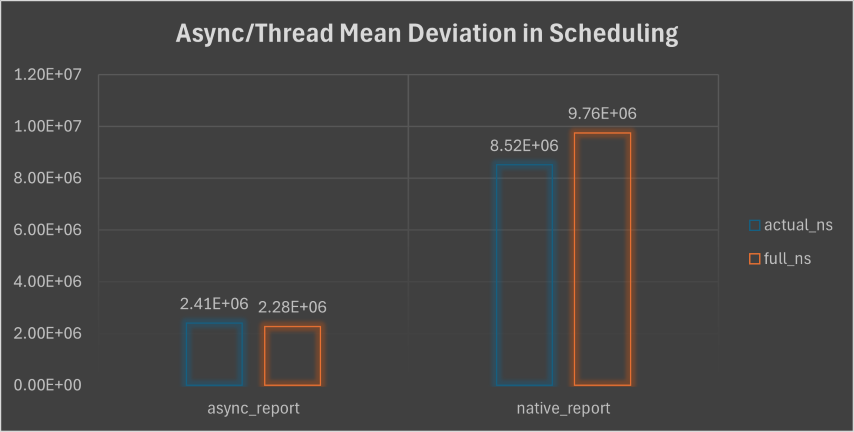 Async/Thread Mean Deviation in Scheduling
1.20E+07
1.00E+07
8.00E+06
6.00E+06
4.00E+06
2.00E+06
0.00E+00
2.41E+06
2.28E+06
8.52E+06
9.76E+06
async_report
native_report
actual_ns
full_ns